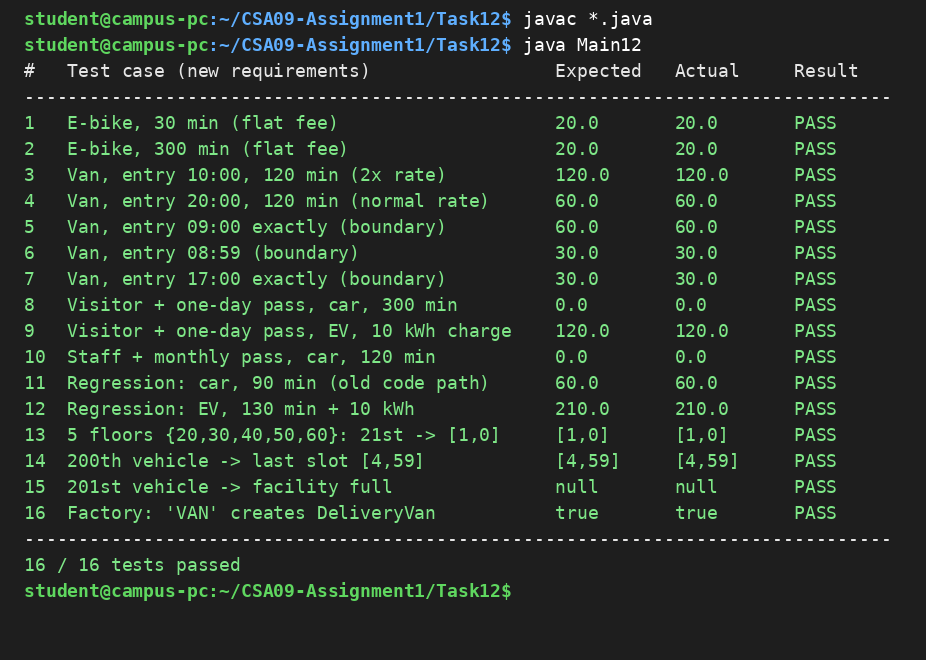 student@campus-pc:~/CSA09-Assignment1/Task12$ javac *.java
student@campus-pc:~/CSA09-Assignment1/Task12$ java Main12
#   Test case (new requirements)                 Expected   Actual     Result
--------------------------------------------------------------------------------
1   E-bike, 30 min (flat fee)                    20.0       20.0       PASS
2   E-bike, 300 min (flat fee)                   20.0       20.0       PASS
3   Van, entry 10:00, 120 min (2x rate)          120.0      120.0      PASS
4   Van, entry 20:00, 120 min (normal rate)      60.0       60.0       PASS
5   Van, entry 09:00 exactly (boundary)          60.0       60.0       PASS
6   Van, entry 08:59 (boundary)                  30.0       30.0       PASS
7   Van, entry 17:00 exactly (boundary)          30.0       30.0       PASS
8   Visitor + one-day pass, car, 300 min         0.0        0.0        PASS
9   Visitor + one-day pass, EV, 10 kWh charge    120.0      120.0      PASS
10  Staff + monthly pass, car, 120 min           0.0        0.0        PASS
11  Regression: car, 90 min (old code path)      60.0       60.0       PASS
12  Regression: EV, 130 min + 10 kWh             210.0      210.0      PASS
13  5 floors {20,30,40,50,60}: 21st -> [1,0]     [1,0]      [1,0]      PASS
14  200th vehicle -> last slot [4,59]            [4,59]     [4,59]     PASS
15  201st vehicle -> facility full               null       null       PASS
16  Factory: 'VAN' creates DeliveryVan           true       true       PASS
--------------------------------------------------------------------------------
16 / 16 tests passed
student@campus-pc:~/CSA09-Assignment1/Task12$